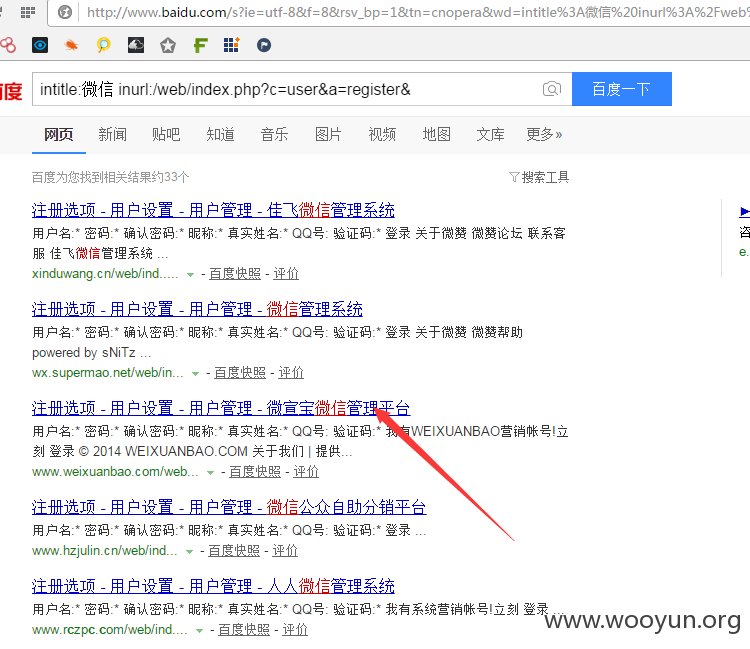 http://www.baidu.com/s?ie=utf-8&f=8&rsv_bp=1&tn=cnopera&wd=intitle%3A微信%20inurl%3A%2Fweb%
百度 intitle:微信 inurl:/web/index.php?c=user&a=register& 百度一下
网页 新闻 贴吧 知道 音乐 图片 视频 地图 文库 更多»
百度为您找到相关结果约33个 搜索工具
注册选项 - 用户设置 - 用户管理 - 佳飞微信管理系统
用户名:* 密码:* 确认密码:* 昵称:* 真实姓名:* QQ号: 验证码:* 登录 关于微赞 微赞论坛 联系客
服 佳飞微信管理系统 ...
xinduwang.cn/web/ind..... - 百度快照 - 评价
咨
e.
注册选项 - 用户设置 - 用户管理 - 微信管理系统
用户名:* 密码:* 确认密码:* 昵称:* 真实姓名:* QQ号: 验证码:* 登录 关于微赞 微赞帮助
powered by sNiTz ...
wx.supermao.net/web/in... - 百度快照 - 评价
注册选项 - 用户设置 - 用户管理 - 微宣宝微信管理平台
用户名:* 密码:* 确认密码:* 昵称:* 真实姓名:* QQ号: 验证码:* 我有WEIXUANBAO营销帐号!立
刻 登录 © 2014 WEIXUANBAO.COM 关于我们 | 提供...
www.weixuanbao.com/web... - 百度快照 - 评价
注册选项 - 用户设置 - 用户管理 - 微信公众自助分销平台
用户名:* 密码:* 确认密码:* 昵称:* 真实姓名:* QQ号: 验证码:* 登录 ...
www.hzjulin.cn/web/ind... - 百度快照 - 评价
注册选项 - 用户设置 - 用户管理 - 人人微信管理系统
用户名:* 密码:* 确认密码:* 昵称:* 真实姓名:* QQ号: 验证码:* 我有系统营销帐号!立刻 登录 ...
www.rczpc.com/web/ind.... - 百度快照 - 评价
www.wooyun.org